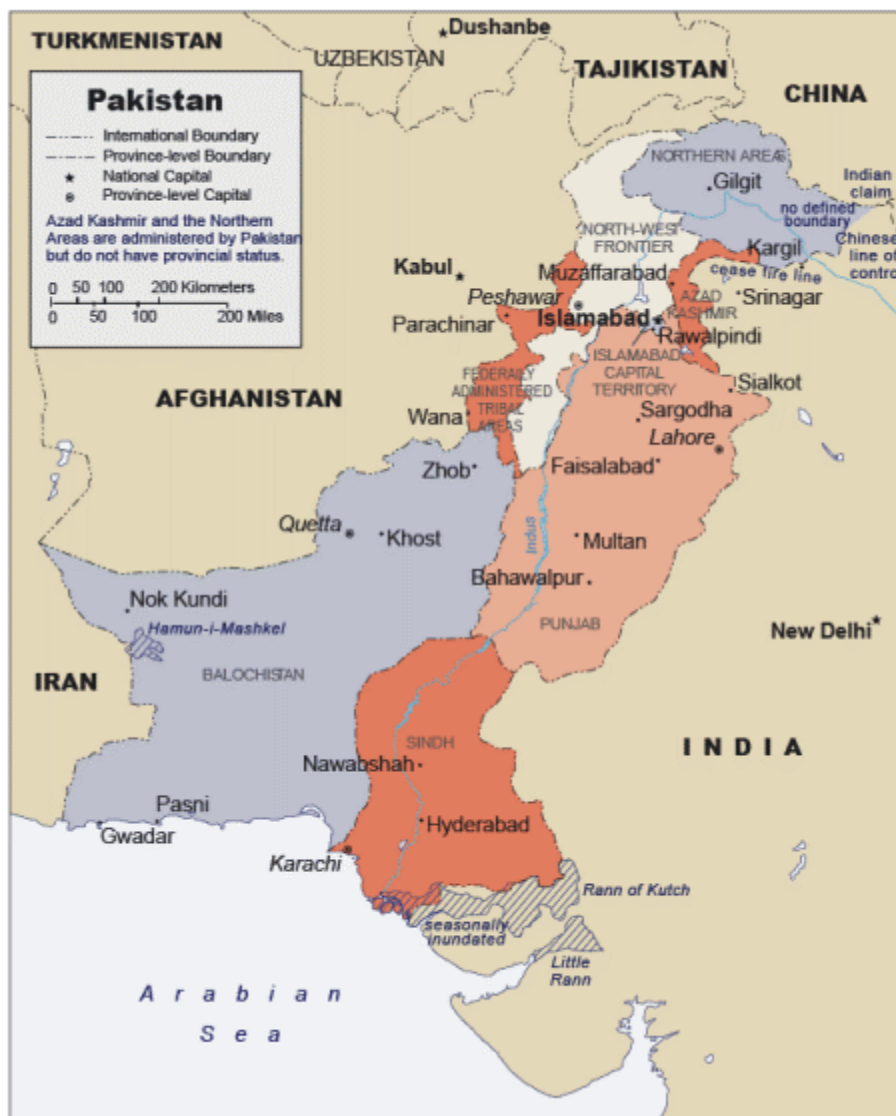 TURKMENISTAN
UZBEKISTAN
Dushanbe
TAJIKISTAN
CHINA
Pakistan
International Boundary
Province-level Boundary
National Capital
Province-level Capital
Azad Kashmir and the Northern
Areas are administered by Pakistan
but do not have provincial status.
0 50 100 200 Kilometers
0 50 100 200 Miles
NORTHERN AREAS
Gilgit
Indian
claim
no defined
boundary
Chinese
line of
control
NORTH-WEST
FRONTIER
Kargil
cease fire line
Kabul
Muzaffarabad
Peshawar
AZAD
KASHMIR
Srinagar
Parachinar
Islamabad
Rawalpindi
ISLAMABAD
CAPITAL
TERRITORY
FEDERALLY
ADMINISTERED
TRIBAL
AREAS
Sialkot
AFGHANISTAN
Wana
Sargodha
Lahore
Zhob
Faisalabad
Quetta
Khost
Indus
Multan
Bahawalpur
Nok Kundi
Hamun-i-Mashkel
PUNJAB
New Delhi
IRAN
BALOCHISTAN
SINDH
INDIA
Nawabshah
Pasni
Gwadar
Hyderabad
Karachi
Rann of Kutch
seasonally
inundated
Little
Rann
Arabian
Sea